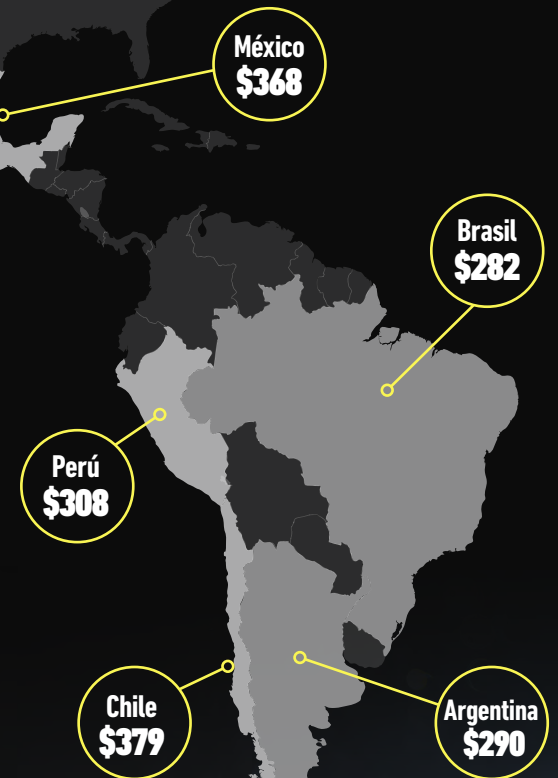 México
$368
Brasil
$282
Perú
$308
Chile
$379
Argentina
$290